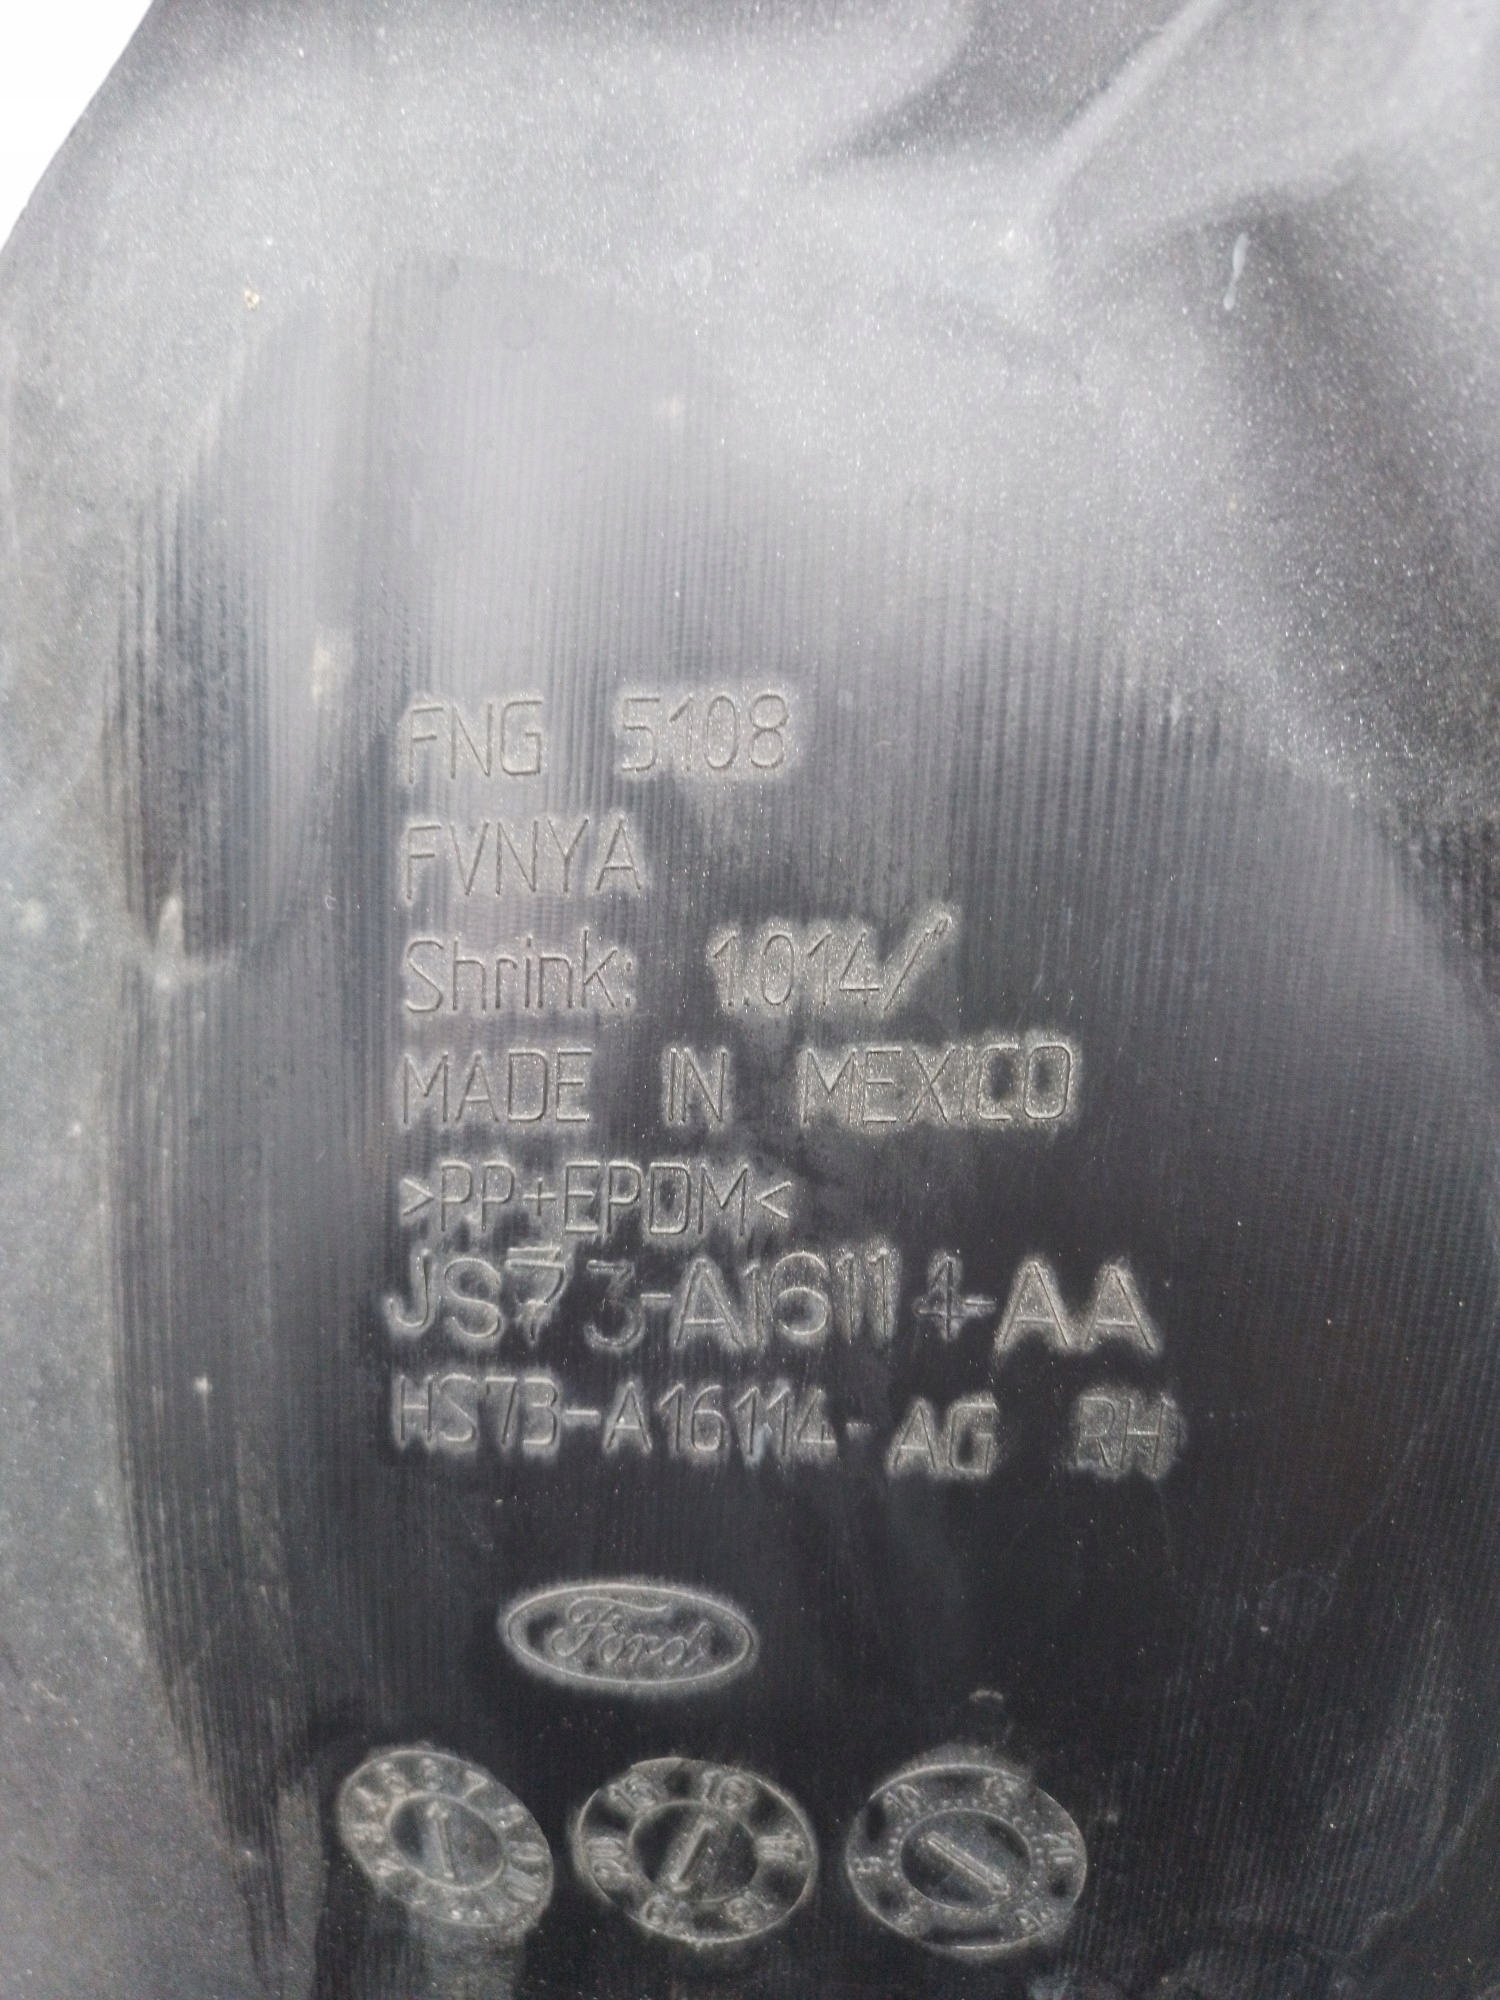 FNG 5108
FVNYA
Shrink: 1.014/"
MADE IN MEXICO
>PP+EPDM<
JS73-A16114-AA
HS73-A16114-AG RH
Ford